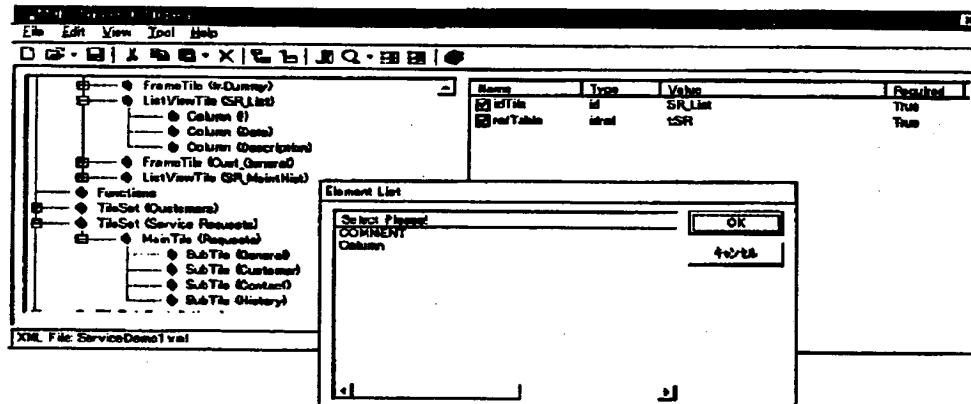 File Edit View Tool Help
FrameTile (frDummy)
ListViewTile (SR_List)
Column (!)
Column (Date)
Column (Description)
FrameTile (Cust_General)
ListViewTile (SR_MaintHist)
Functions
TileSet (Customers)
TileSet (Service Requests)
MainTile (Requests)
SubTile (General)
SubTile (Customer)
SubTile (Contact)
SubTile (History)
Name Type Value Required
idTile id SR_List True
refTable idref tSR True
Element List
Select Please!
COMMENT
Column
OK
キャンセル
XML File: ServiceDemo1.xml